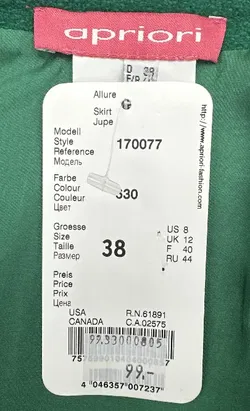 apriori
D 38
Allure
Skirt
Jupe
Modell
Style
Reference
Модель
170077
Farbe
Colour
Couleur
Цвет
330
Groesse
Size
Taille
Размер
38
US 8
UK 12
F 40
RU 44
Preis
Price
Prix
Цена
USA
CANADA
R.N.61891
C.A.02575
99.33000805
99.-
4 046357 007237
www.apriori-fashion.com